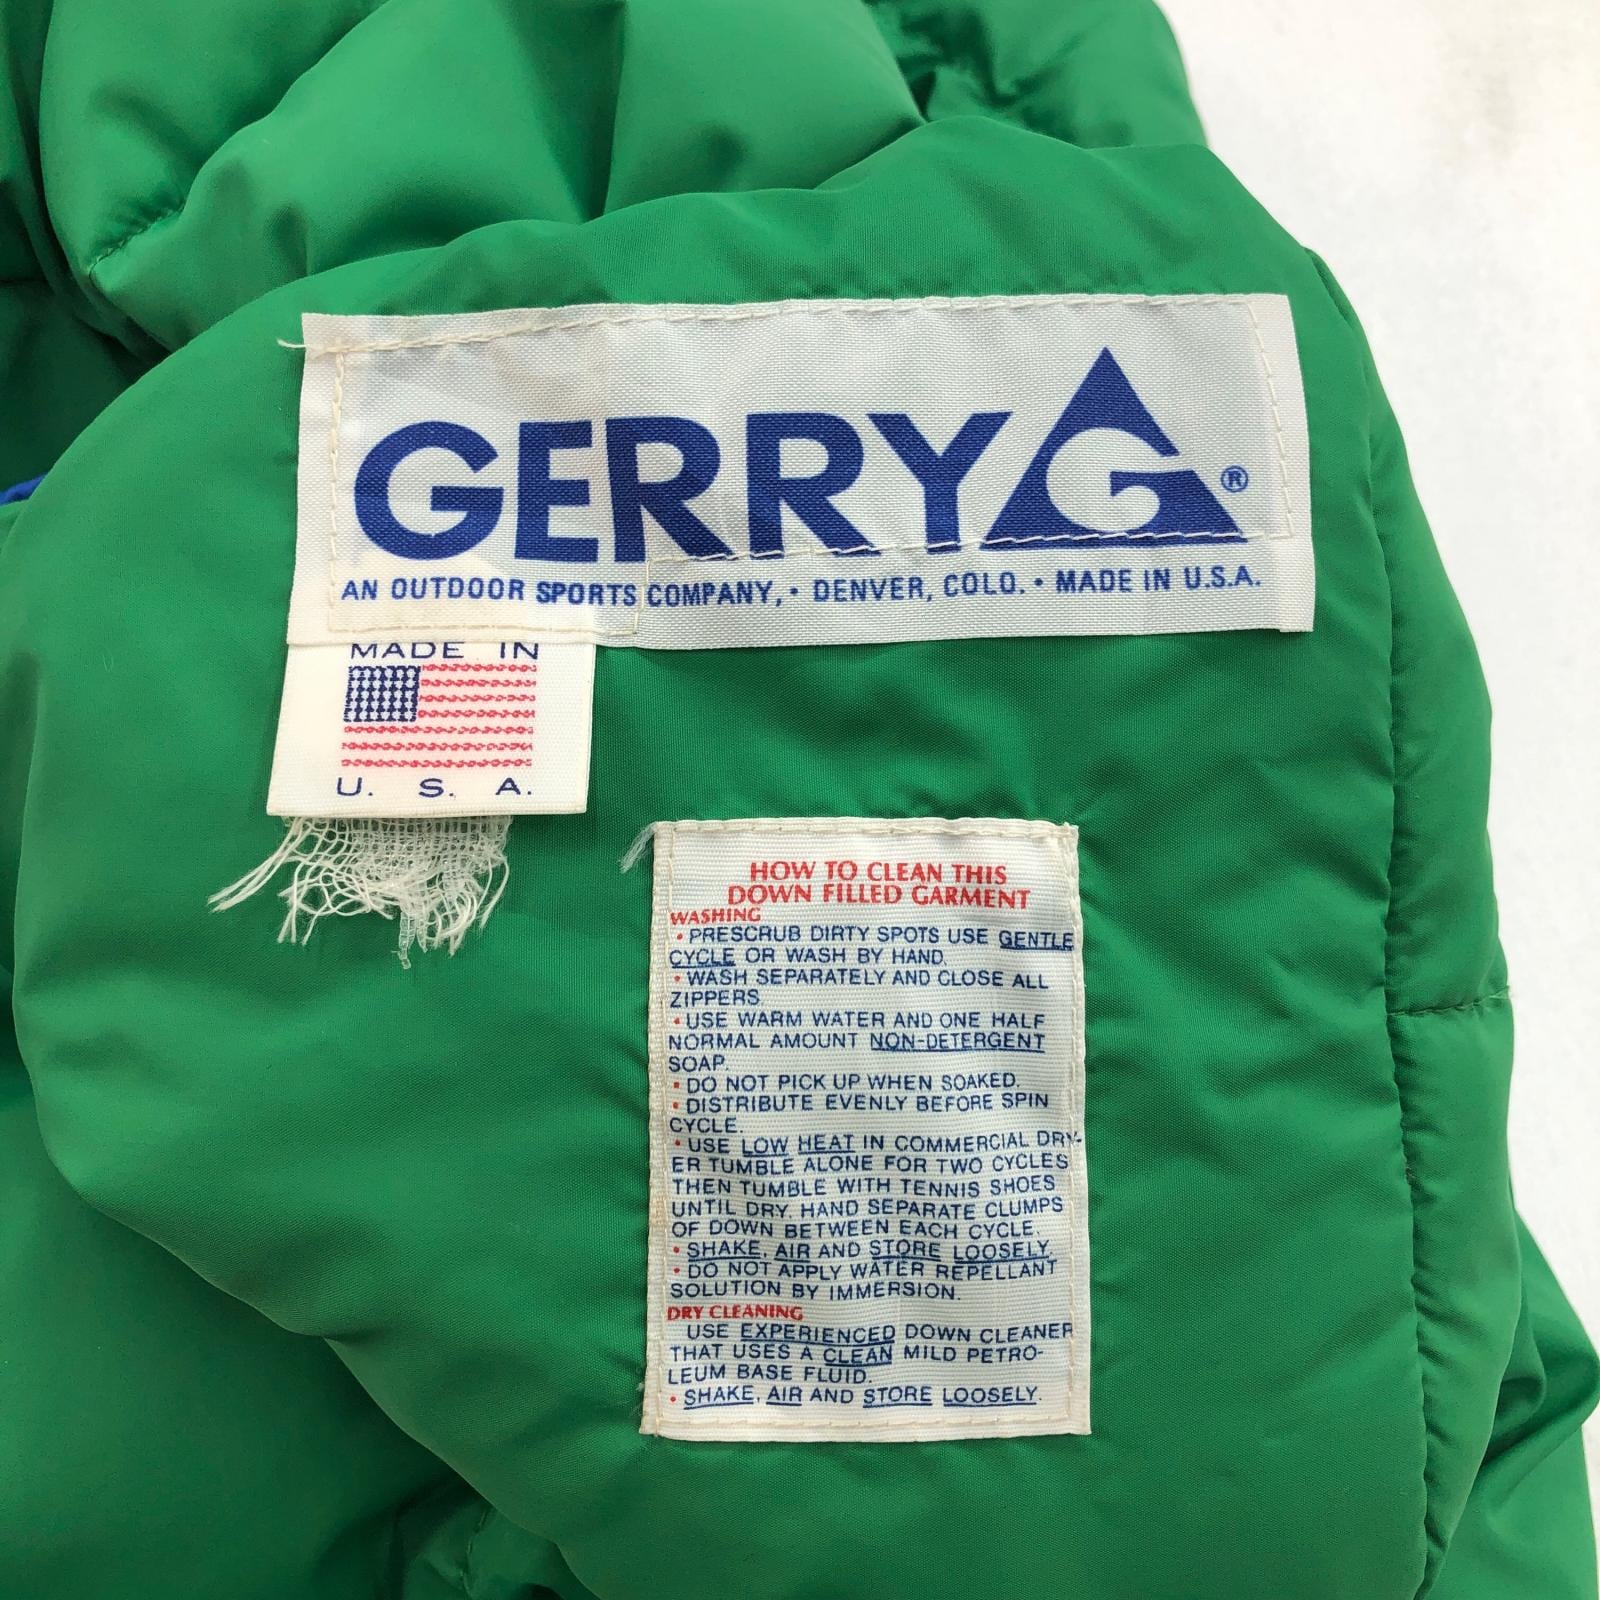 GERRY G ®
AN OUTDOOR SPORTS COMPANY, • DENVER, COLO. • MADE IN U.S.A.
MADE IN
U. S. A.
HOW TO CLEAN THIS
DOWN FILLED GARMENT
WASHING
• PRESCRUB DIRTY SPOTS USE GENTLE
CYCLE OR WASH BY HAND.
• WASH SEPARATELY AND CLOSE ALL
ZIPPERS
• USE WARM WATER AND ONE HALF
NORMAL AMOUNT NON-DETERGENT
SOAP.
• DO NOT PICK UP WHEN SOAKED.
• DISTRIBUTE EVENLY BEFORE SPIN
CYCLE.
• USE LOW HEAT IN COMMERCIAL DRY-
ER TUMBLE ALONE FOR TWO CYCLES
THEN TUMBLE WITH TENNIS SHOES
UNTIL DRY. HAND SEPARATE CLUMPS
OF DOWN BETWEEN EACH CYCLE.
• SHAKE, AIR AND STORE LOOSELY.
• DO NOT APPLY WATER REPELLANT
SOLUTION BY IMMERSION.
DRY CLEANING
USE EXPERIENCED DOWN CLEANER
THAT USES A CLEAN MILD PETRO-
LEUM BASE FLUID.
• SHAKE, AIR AND STORE LOOSELY.